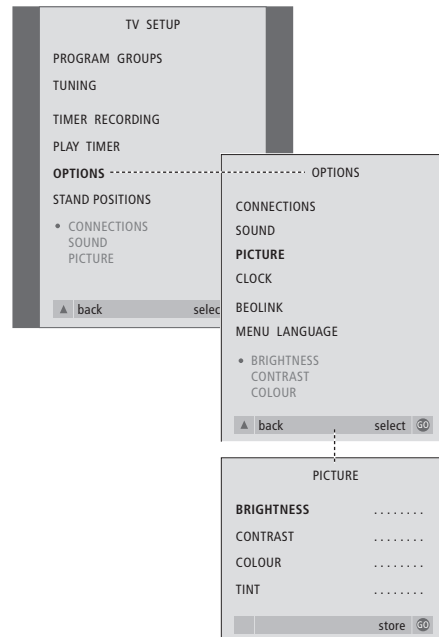 TV SETUP
PROGRAM GROUPS
TUNING
TIMER RECORDING
PLAY TIMER
OPTIONS
STAND POSITIONS
• CONNECTIONS
SOUND
PICTURE
▲ back selec
OPTIONS
CONNECTIONS
SOUND
PICTURE
CLOCK
BEOLINK
MENU LANGUAGE
• BRIGHTNESS
CONTRAST
COLOUR
▲ back select GO
PICTURE
BRIGHTNESS ........
CONTRAST ........
COLOUR ........
TINT ........
store GO